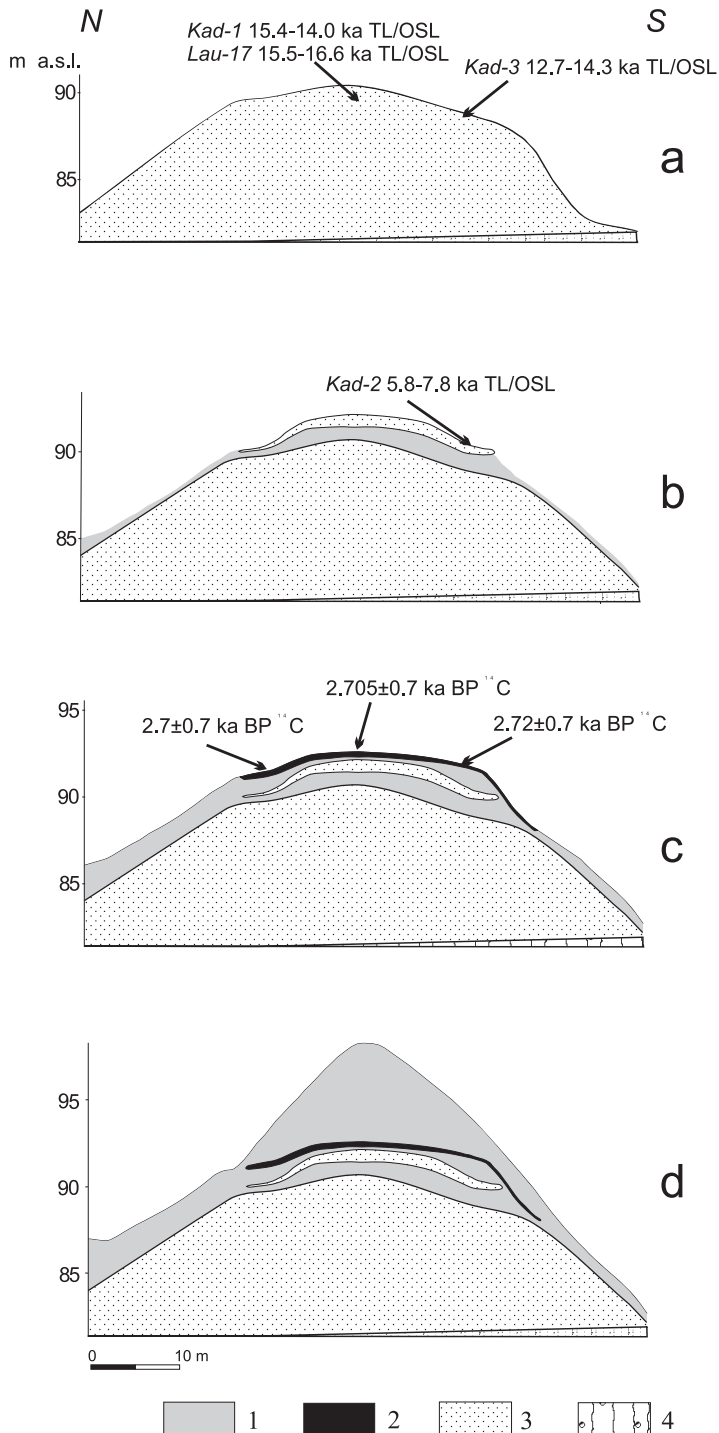 N S
Kad-1 15.4-14.0 ka TL/OSL
Lau-17 15.5-16.6 ka TL/OSL
Kad-3 12.7-14.3 ka TL/OSL
m a.s.l.
90
85
a
Kad-2 5.8-7.8 ka TL/OSL
90
85
b
2.705±0.7 ka BP ¹⁴C
2.7±0.7 ka BP ¹⁴C
2.72±0.7 ka BP ¹⁴C
95
90
85
c
95
90
85
d
0 10 m
1 2 3 4